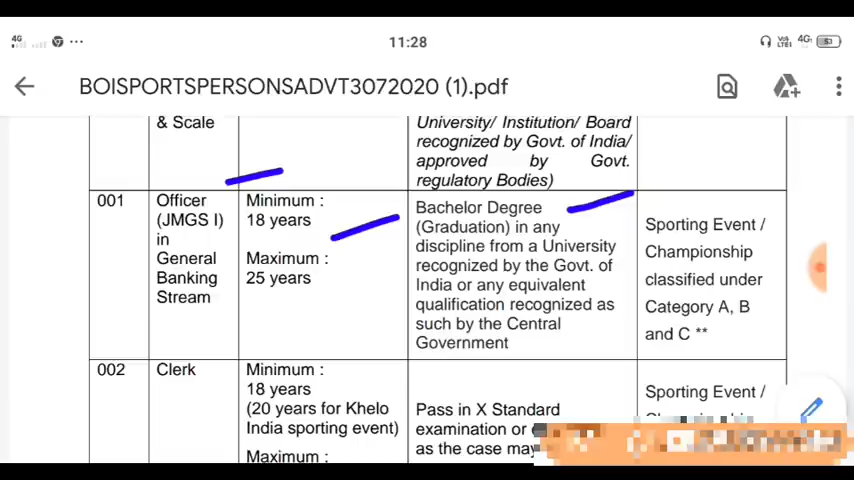 4G
11:28
4G
53
BOISPORTSPERSONSADVT3072020 (1).pdf
& Scale
University/ Institution/ Board
recognized by Govt. of India/
approved by Govt.
regulatory Bodies)
001
Officer
(JMGS I)
in
General
Banking
Stream
Minimum :
18 years
Maximum :
25 years
Bachelor Degree
(Graduation) in any
discipline from a University
recognized by the Govt. of
India or any equivalent
qualification recognized as
such by the Central
Government
Sporting Event /
Championship
classified under
Category A, B
and C **
002
Clerk
Minimum :
18 years
(20 years for Khelo
India sporting event)
Maximum :
Pass in X Standard
examination or
as the case may
Sporting Event /